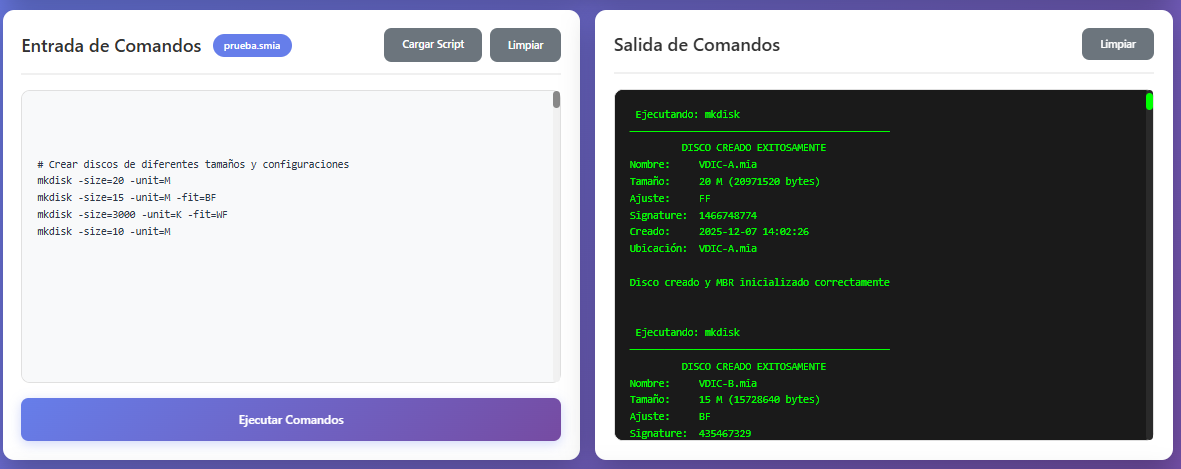 Entrada de Comandos prueba.smia Cargar Script Limpiar
# Crear discos de diferentes tamaños y configuraciones
mkdisk -size=20 -unit=M
mkdisk -size=15 -unit=M -fit=BF
mkdisk -size=3000 -unit=K -fit=WF
mkdisk -size=10 -unit=M
Ejecutar Comandos
Salida de Comandos Limpiar
Ejecutando: mkdisk
DISCO CREADO EXITOSAMENTE
Nombre: VDIC-A.mia
Tamaño: 20 M (20971520 bytes)
Ajuste: FF
Signature: 1466748774
Creado: 2025-12-07 14:02:26
Ubicación: VDIC-A.mia
Disco creado y MBR inicializado correctamente
Ejecutando: mkdisk
DISCO CREADO EXITOSAMENTE
Nombre: VDIC-B.mia
Tamaño: 15 M (15728640 bytes)
Ajuste: BF
Signature: 435467329